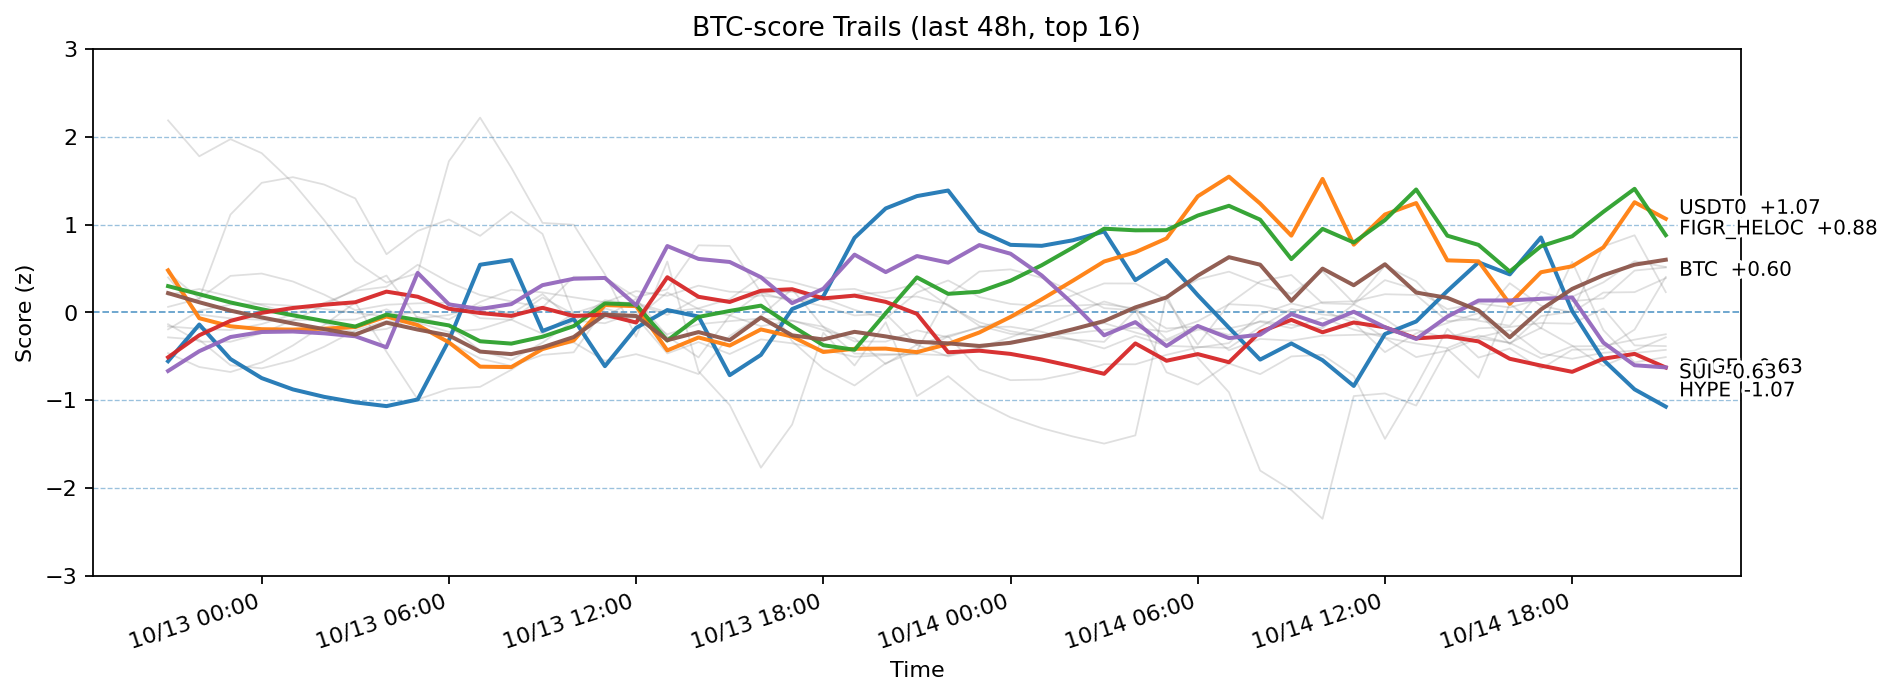 BTC-score Trails (last 48h, top 16)
Score (z)
3
2
1
0
−1
−2
−3
USDT0 +1.07
FIGR_HELOC +0.88
BTC +0.60
SUI -0.63
HYPE -1.07
10/13 00:00
10/13 06:00
10/13 12:00
10/13 18:00
10/14 00:00
10/14 06:00
10/14 12:00
10/14 18:00
Time